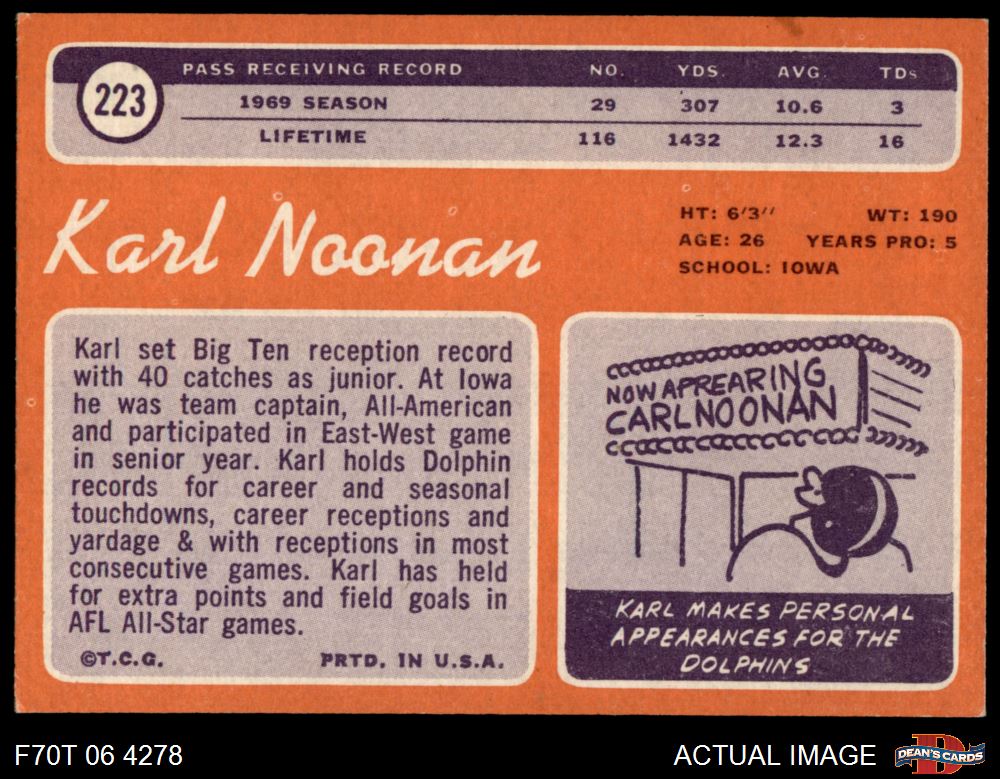 223
PASS RECEIVING RECORD NO. YDS. AVG. TDs
1969 SEASON 29 307 10.6 3
LIFETIME 116 1432 12.3 16
Karl Noonan
HT: 6'3" WT: 190
AGE: 26 YEARS PRO: 5
SCHOOL: IOWA
Karl set Big Ten reception record
with 40 catches as junior. At Iowa
he was team captain, All-American
and participated in East-West game
in senior year. Karl holds Dolphin
records for career and seasonal
touchdowns, career receptions and
yardage & with receptions in most
consecutive games. Karl has held
for extra points and field goals in
AFL All-Star games.
©T.C.G. PRTD. IN U.S.A.
NOW APREARING
CARL NOONAN
KARL MAKES PERSONAL
APPEARANCES FOR THE
DOLPHINS
F70T 06 4278
ACTUAL IMAGE
D
DEAN'S CARDS